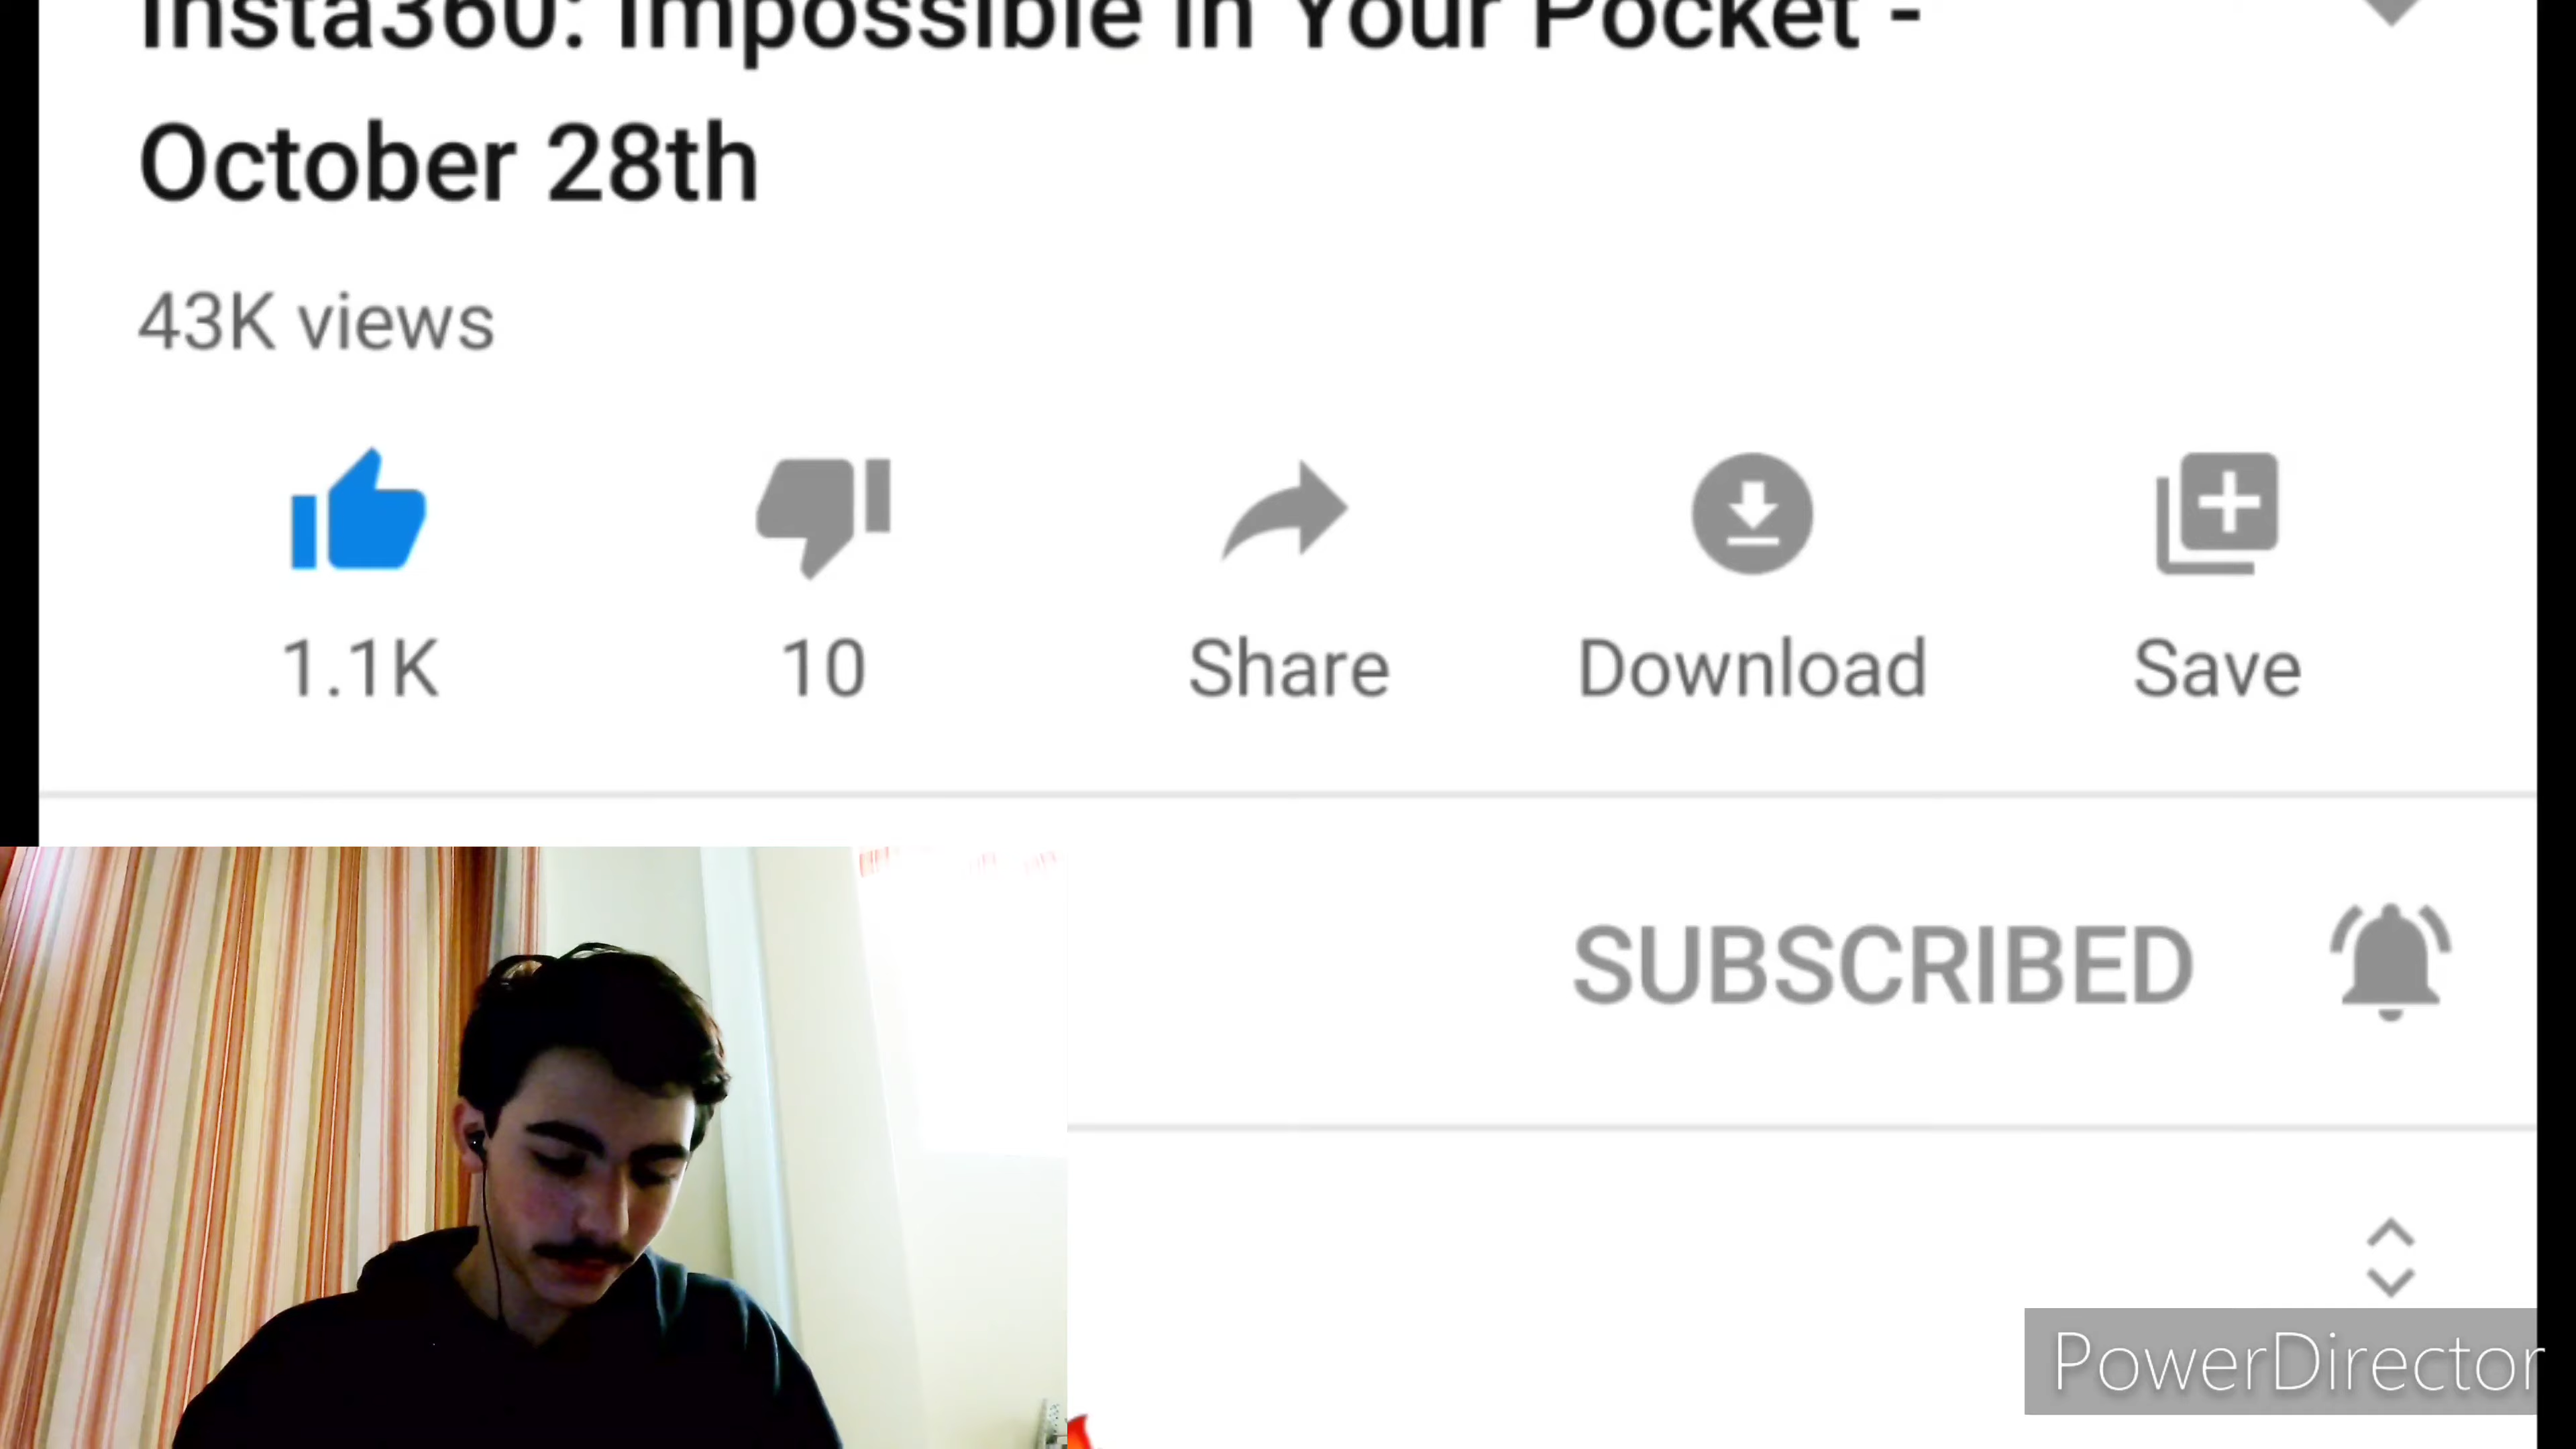 Insta360: Impossible in Your Pocket -
October 28th
43K views
1.1K
10
Share
Download
Save
SUBSCRIBED
PowerDirector